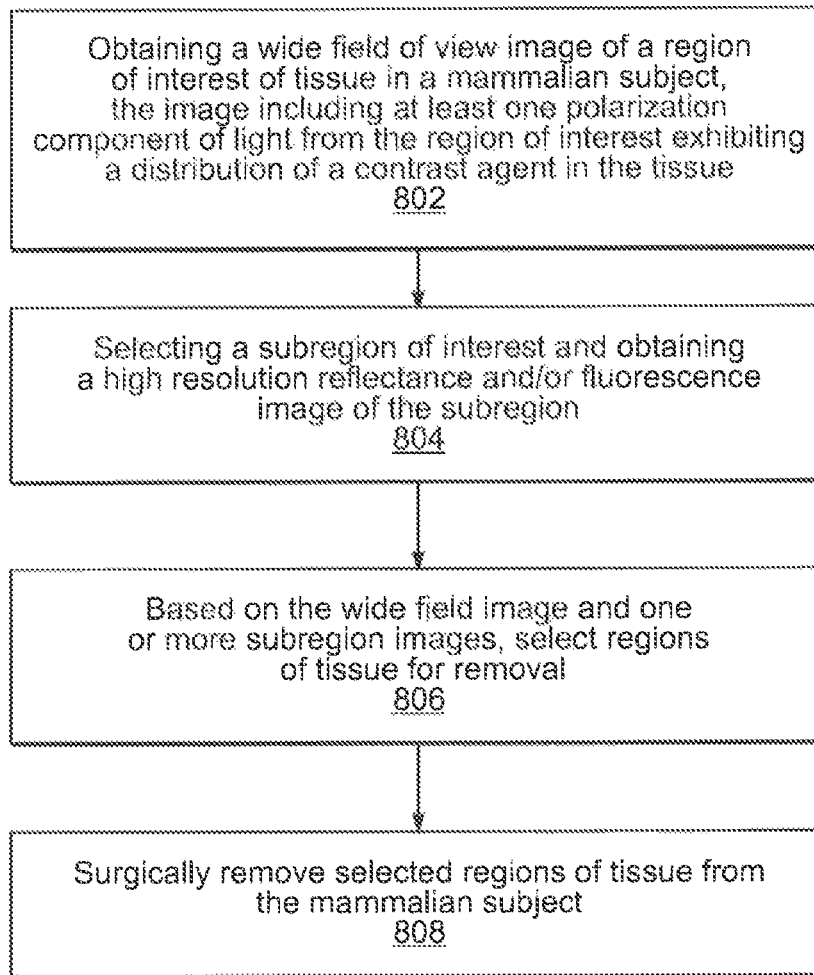 Obtaining a wide field of view image of a region
of interest of tissue in a mammalian subject,
the image including at least one polarization
component of light from the region of interest exhibiting
a distribution of a contrast agent in the tissue
802
Selecting a subregion of interest and obtaining
a high resolution reflectance and/or fluorescence
image of the subregion
804
Based on the wide field image and one
or more subregion images, select regions
of tissue for removal
806
Surgically remove selected regions of tissue from
the mammalian subject
808